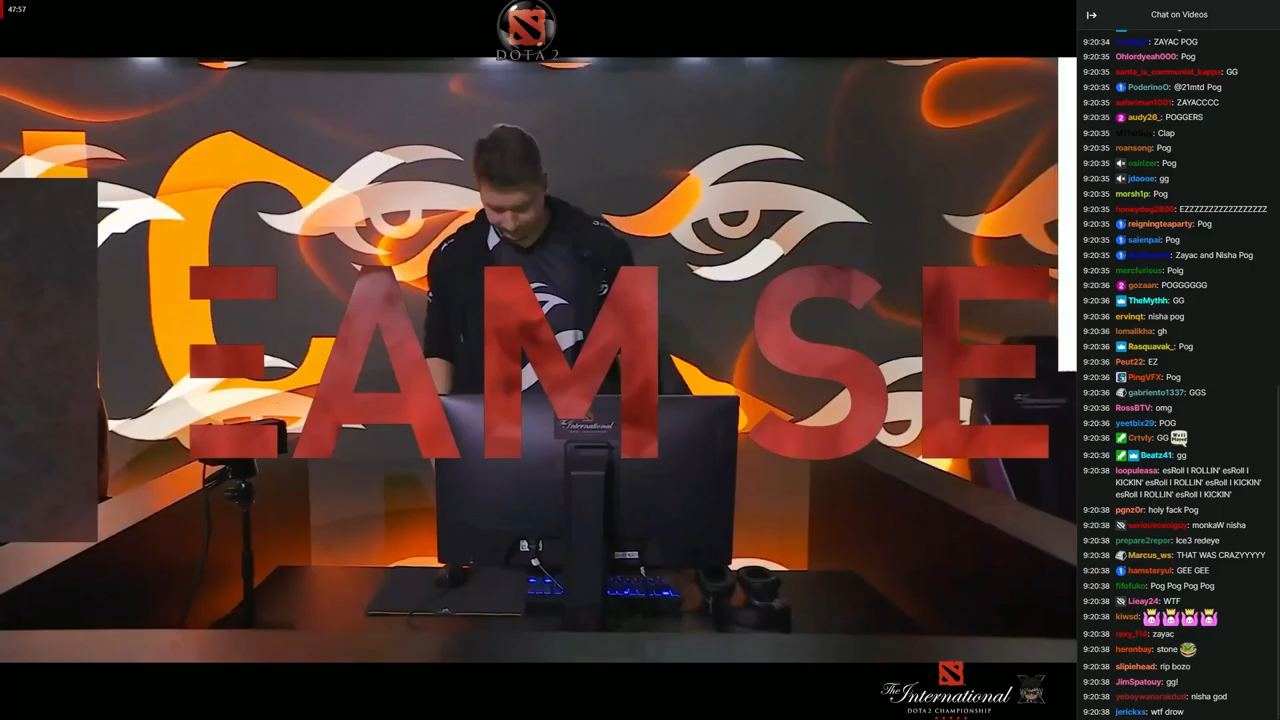 47:57
DOTA 2
EAM SE
The International
The International
DOTA 2 CHAMPIONSHIP
Chat on Videos
9:20:34 ZAYAC POG
9:20:35 Ohlordyeah000: Pog
9:20:35 santa_is_communist_kappa: GG
9:20:35 PoderinoO: @21mtd Pog
9:20:35 safariman1001: ZAYACCCC
9:20:35 audy26_: POGGERS
9:20:35 Clap
9:20:35 roansong: Pog
9:20:35 osirizer: Pog
9:20:35 jdoooe: gg
9:20:35 morsh1p: Pog
9:20:35 honeydog2800: EZZZZZZZZZZZZZZZZZ
9:20:35 reigningteaparty: Pog
9:20:35 saienpai: Pog
9:20:35 Zayac and Nisha Pog
9:20:35 mercfurious: Poig
9:20:36 gozaan: POGGGGGG
9:20:36 TheMythh: GG
9:20:36 ervinqt: nisha pog
9:20:36 lomalikha: gh
9:20:36 Rasquavak_: Pog
9:20:36 Peut22: EZ
9:20:36 PingVFX: Pog
9:20:36 gabriento1337: GGS
9:20:36 RossBTV: omg
9:20:36 yeetbix29: POG
9:20:36 Crtvly: GG
9:20:36 Beatz41: gg
9:20:38 loopuleasa: esRoll I ROLLIN' esRoll I
KICKIN' esRoll I ROLLIN' esRoll I KICKIN'
esRoll I ROLLIN' esRoll I KICKIN'
9:20:38 pgnz0r: holy fack Pog
9:20:38 seriousceoiguy: monkaW nisha
9:20:38 prepare2repor: Ice3 redeye
9:20:38 Marcus_ws: THAT WAS CRAZYYYYY
9:20:38 hamsteryui: GEE GEE
9:20:38 fifofuko: Pog Pog Pog Pog
9:20:38 Lieay24: WTF
9:20:38 kiwsd:
9:20:38 rexy_114: zayac
9:20:38 heronbay: stone
9:20:38 slipiehead: rip bozo
9:20:38 JimSpatouy: gg!
9:20:38 yeboywanarakdud: nisha god
9:20:38 jerickxs: wtf drow